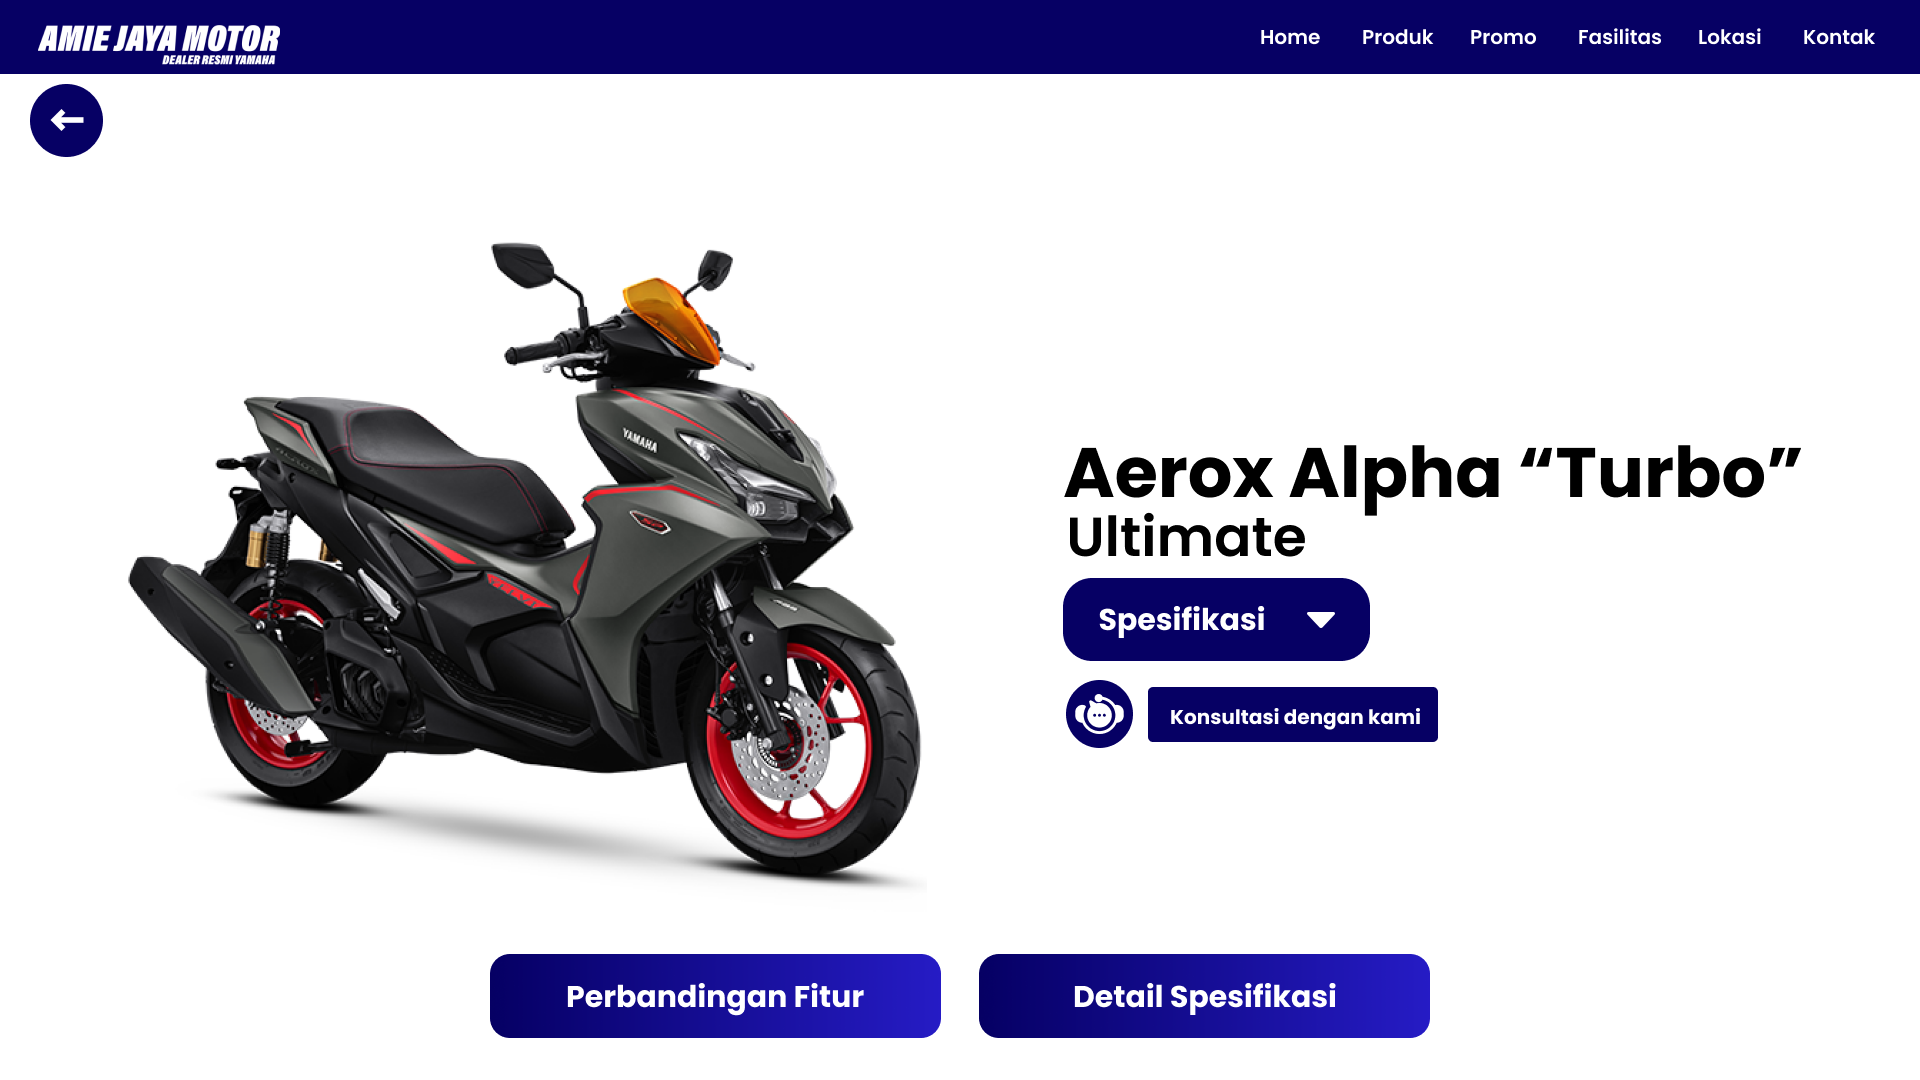 AMIE JAYA MOTOR
DEALER RESMI YAMAHA
Home Produk Promo Fasilitas Lokasi Kontak
YAMAHA
Aerox Alpha “Turbo”
Ultimate
Spesifikasi
Konsultasi dengan kami
Perbandingan Fitur
Detail Spesifikasi